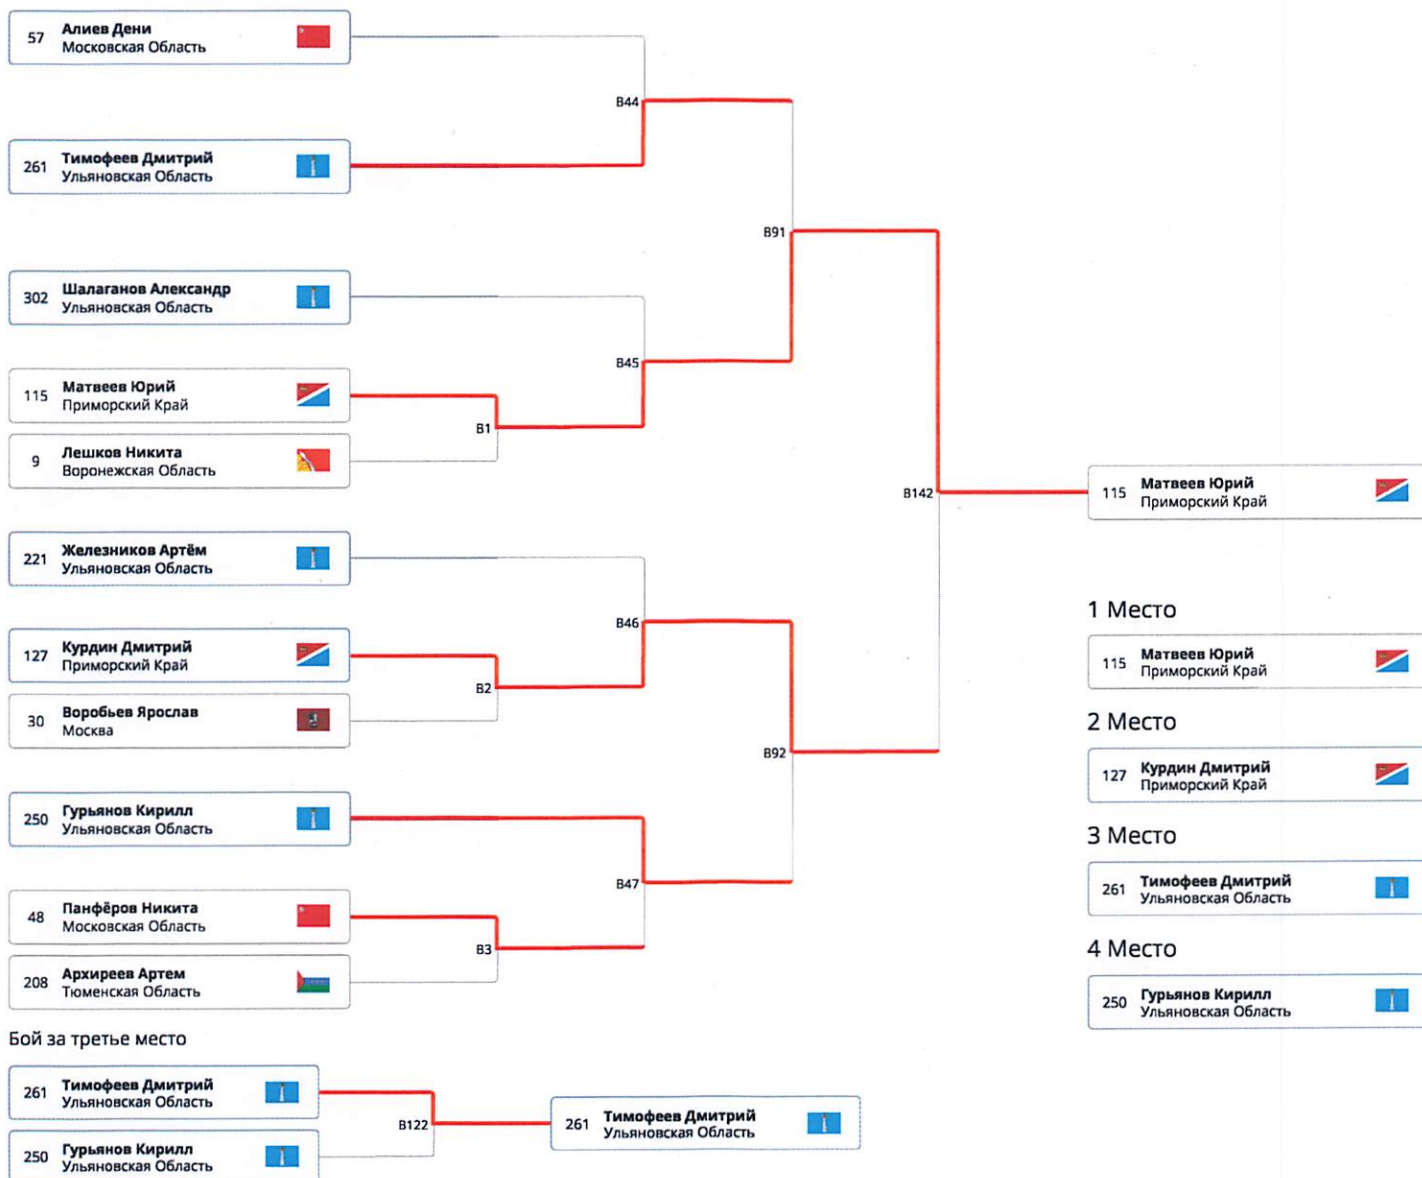 57 Алиев Дени
Московская Область
B44
261 Тимофеев Дмитрий
Ульяновская Область
B91
302 Шалаганов Александр
Ульяновская Область
B45
115 Матвеев Юрий
Приморский Край
B1
9 Лешков Никита
Воронежская Область
B142
115 Матвеев Юрий
Приморский Край
221 Железников Артём
Ульяновская Область
1 Место
B46
127 Курдин Дмитрий
Приморский Край
115 Матвеев Юрий
Приморский Край
B2
30 Воробьев Ярослав
Москва
2 Место
B92
127 Курдин Дмитрий
Приморский Край
250 Гурьянов Кирилл
Ульяновская Область
3 Место
B47
261 Тимофеев Дмитрий
Ульяновская Область
48 Панфёров Никита
Московская Область
B3
4 Место
208 Архиреев Артем
Тюменская Область
250 Гурьянов Кирилл
Ульяновская Область
Бой за третье место
261 Тимофеев Дмитрий
Ульяновская Область
B122
261 Тимофеев Дмитрий
Ульяновская Область
250 Гурьянов Кирилл
Ульяновская Область